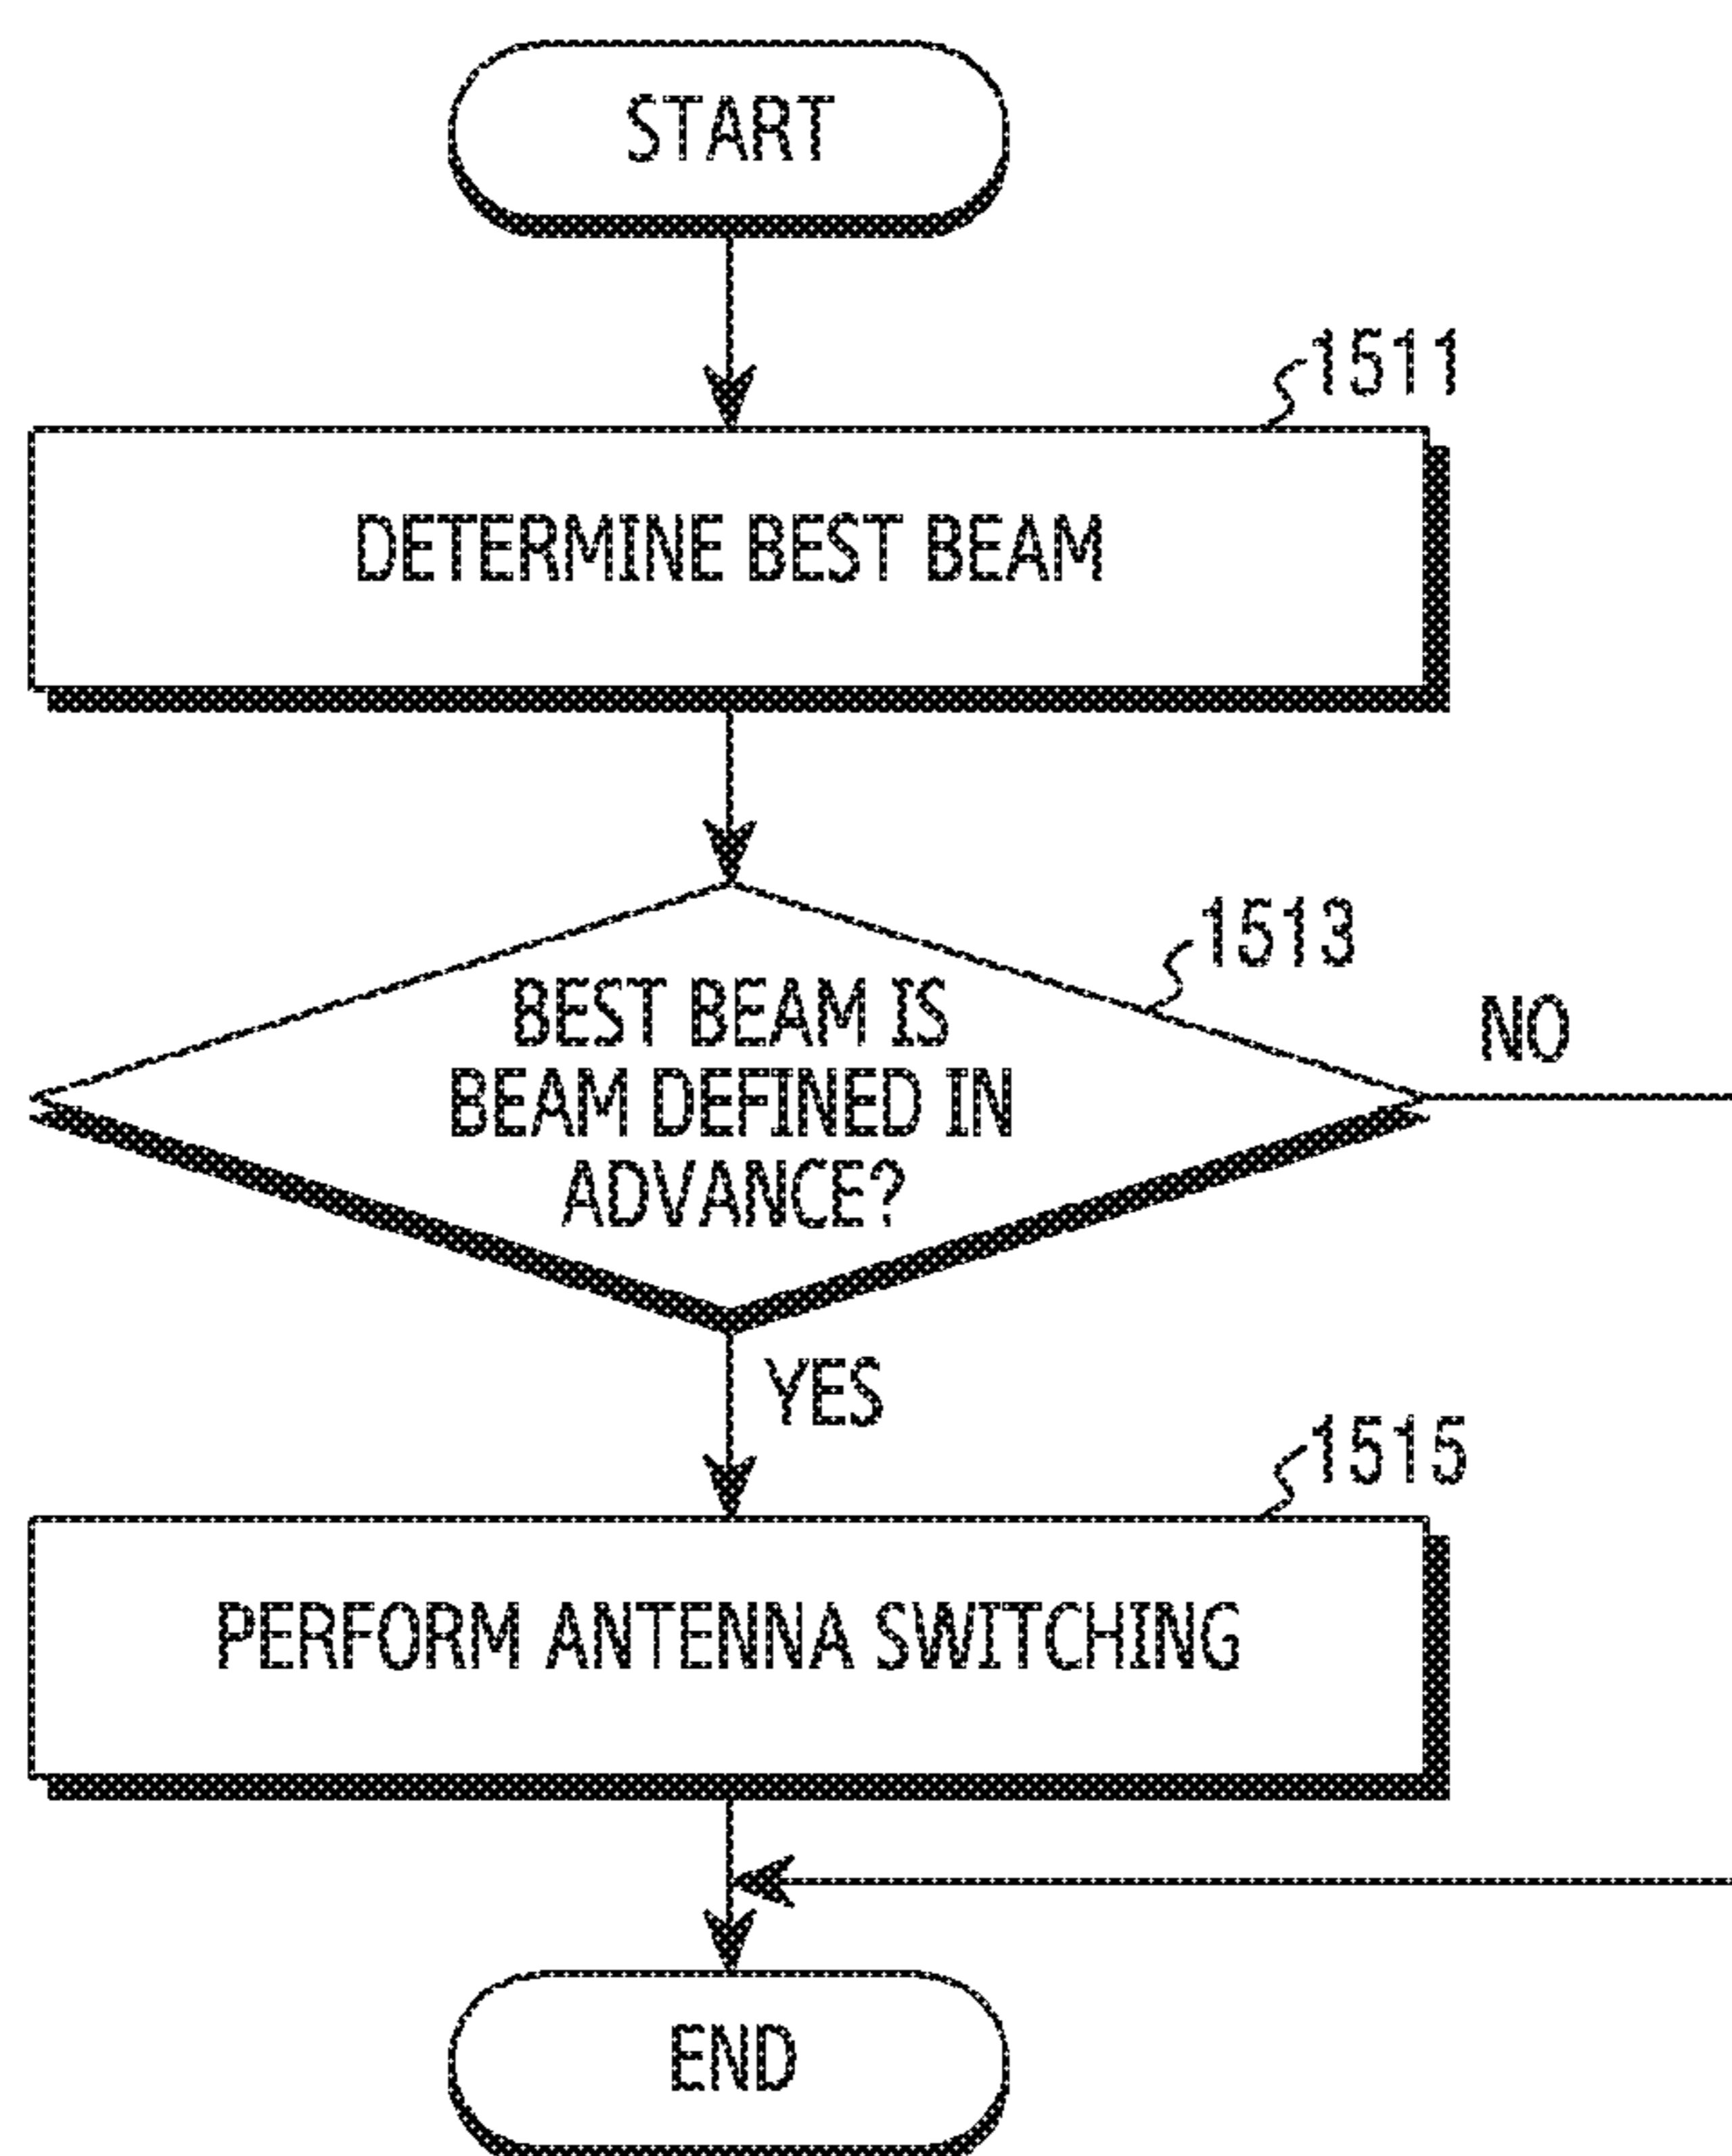 START
1511
DETERMINE BEST BEAM
1513
BEST BEAM IS
BEAM DEFINED IN
ADVANCE?
NO
YES
1515
PERFORM ANTENNA SWITCHING
END